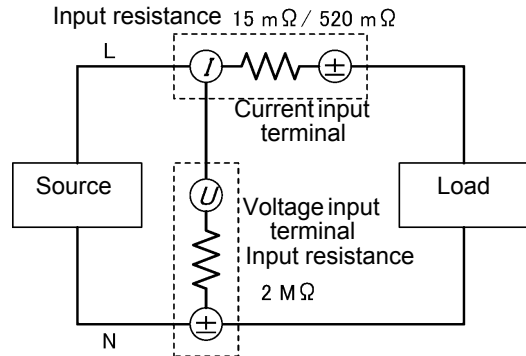 Input resistance 15 mΩ / 520 mΩ
L
I
±
Current input
terminal
Source
Load
U
Voltage input
terminal
Input resistance
2 MΩ
N
±